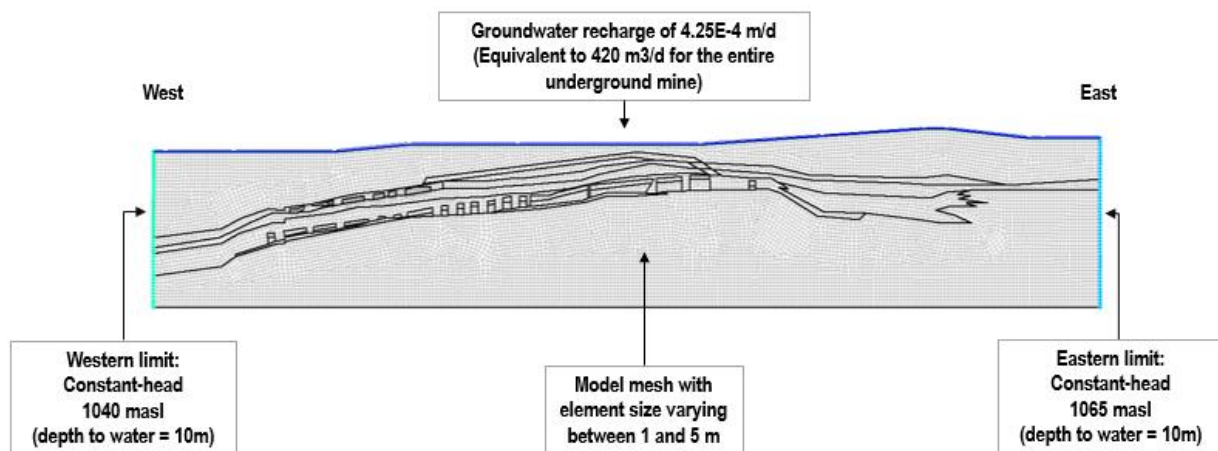 Groundwater recharge of 4.25E-4 m/d
(Equivalent to 420 m3/d for the entire
underground mine)
West
East
Western limit:
Constant-head
1040 masl
(depth to water = 10m)
Model mesh with
element size varying
between 1 and 5 m
Eastern limit:
Constant-head
1065 masl
(depth to water = 10m)